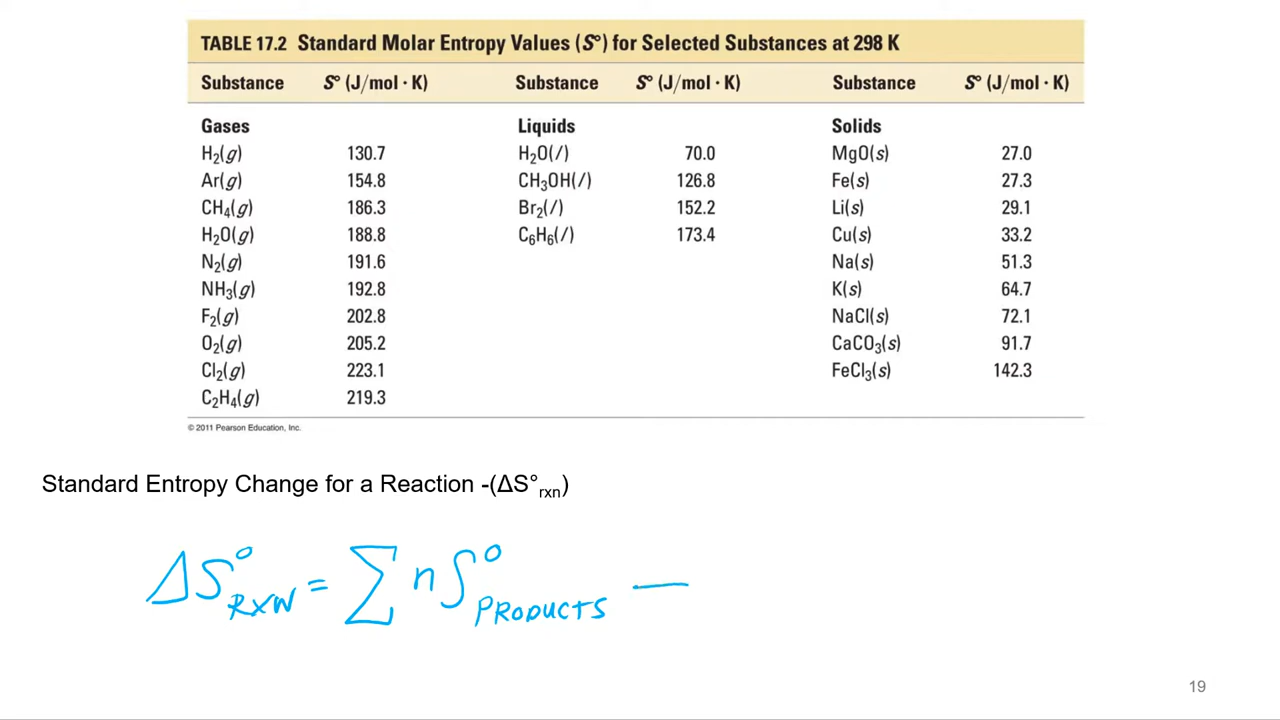 TABLE 17.2 Standard Molar Entropy Values (S°) for Selected Substances at 298 K
Substance S° (J/mol · K) Substance S° (J/mol · K) Substance S° (J/mol · K)
Gases Liquids Solids
H₂(g) 130.7 H₂O(l) 70.0 MgO(s) 27.0
Ar(g) 154.8 CH₃OH(l) 126.8 Fe(s) 27.3
CH₄(g) 186.3 Br₂(l) 152.2 Li(s) 29.1
H₂O(g) 188.8 C₆H₆(l) 173.4 Cu(s) 33.2
N₂(g) 191.6 Na(s) 51.3
NH₃(g) 192.8 K(s) 64.7
F₂(g) 202.8 NaCl(s) 72.1
O₂(g) 205.2 CaCO₃(s) 91.7
Cl₂(g) 223.1 FeCl₃(s) 142.3
C₂H₄(g) 219.3
© 2011 Pearson Education, Inc.
Standard Entropy Change for a Reaction -(ΔS°rxn)
ΔS°RXN = Σ nS°PRODUCTS —
19